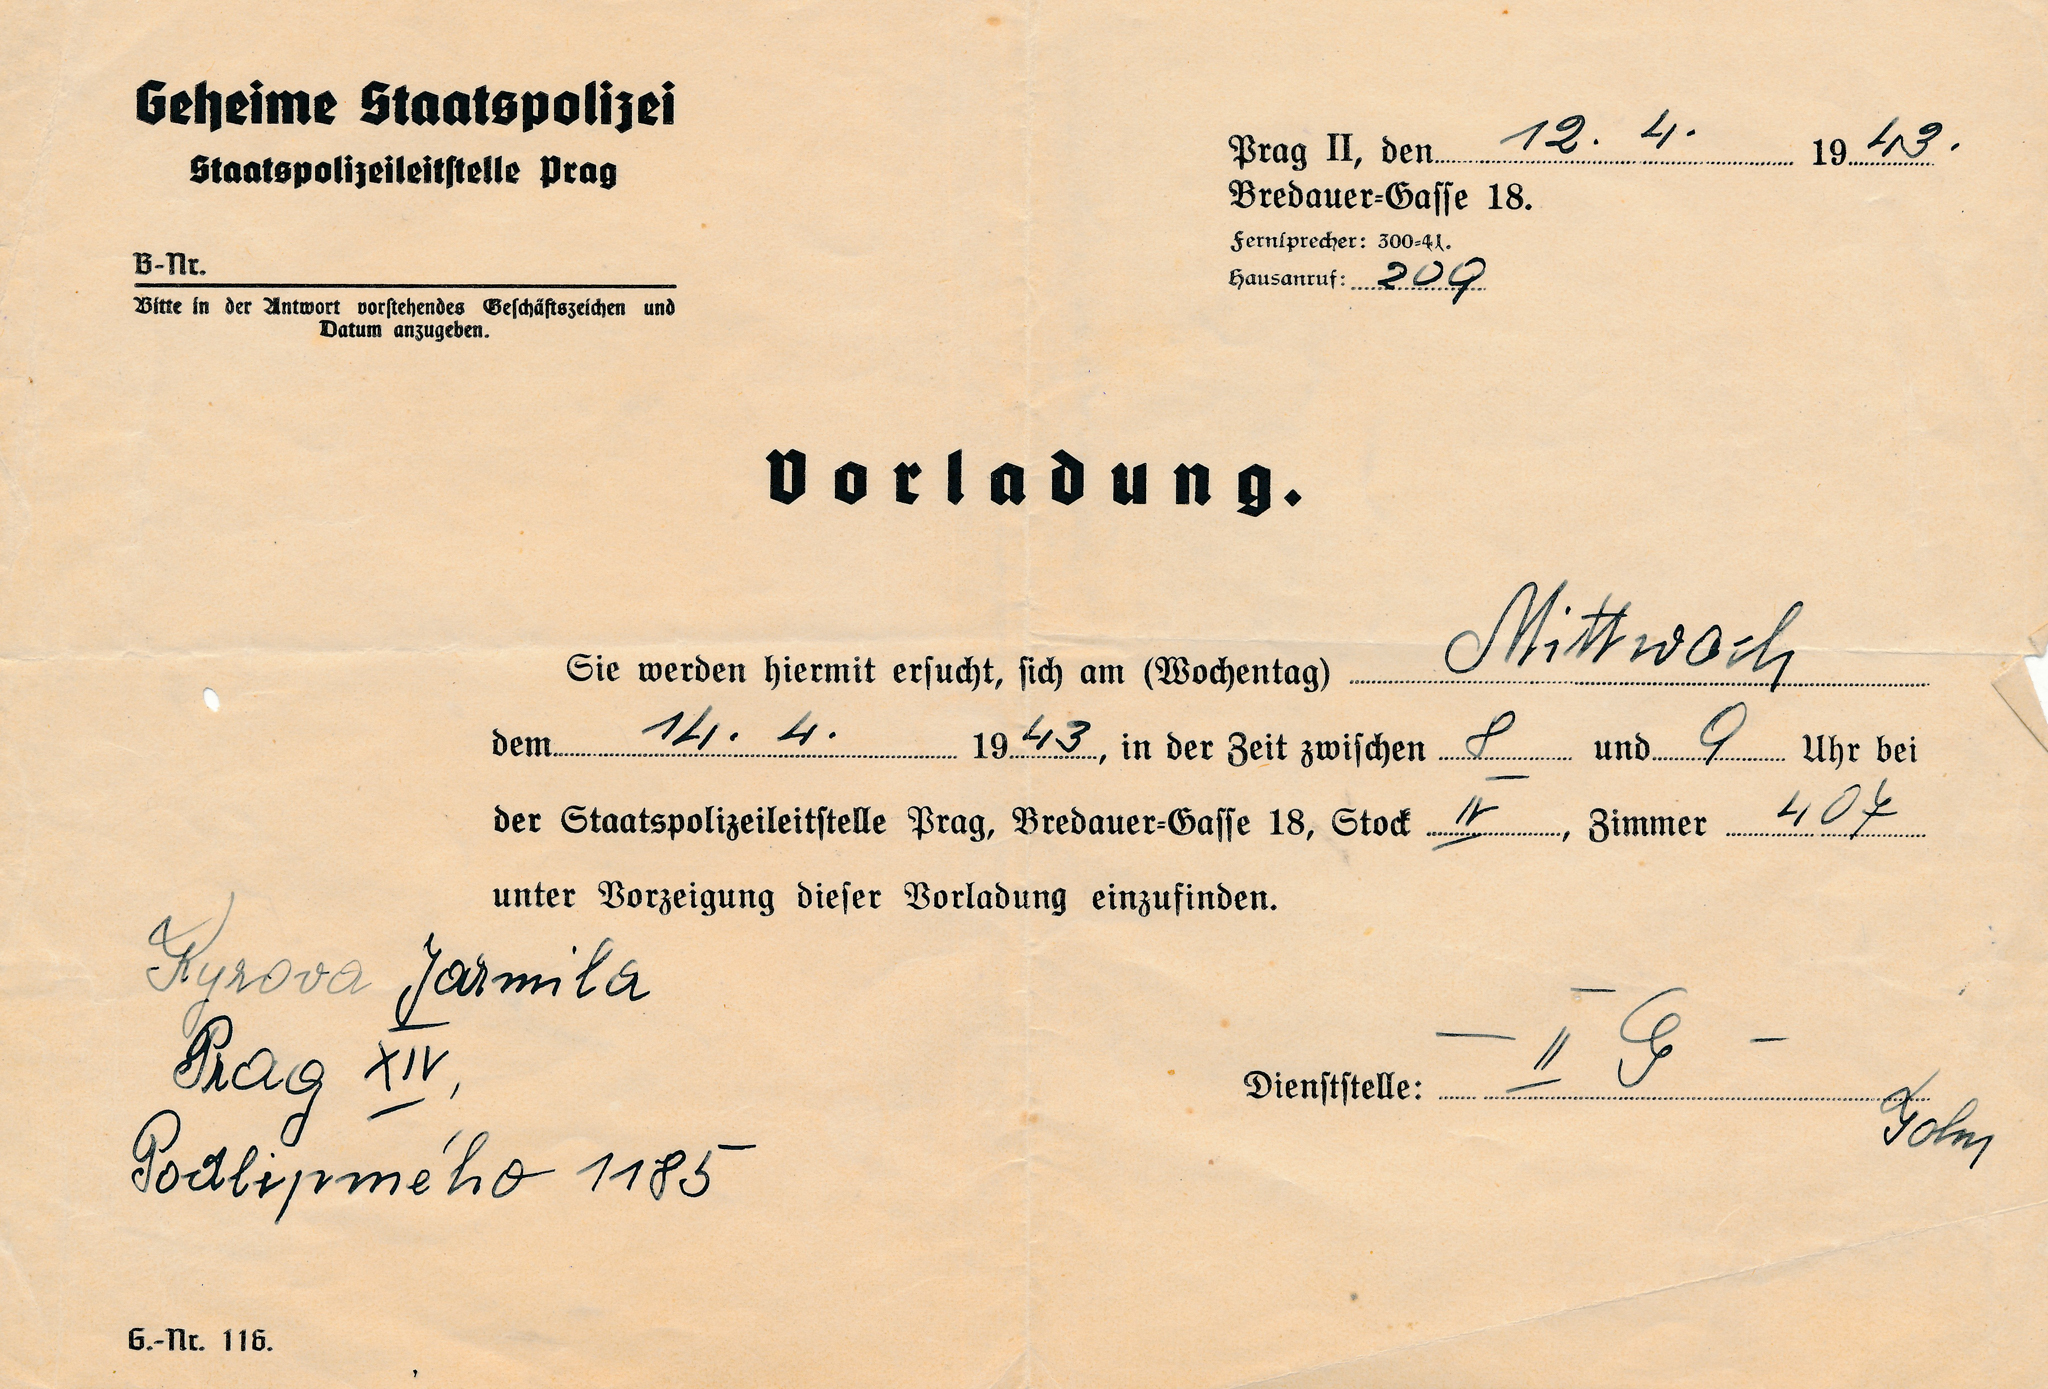 Geheime Staatspolizei
Staatspolizeileitstelle Prag
B-Nr.
Bitte in der Antwort vorstehendes Geschäftszeichen und
Datum anzugeben.
Prag II, den 12. 4. 1943.
Bredauer=Gasse 18.
Fernsprecher: 300=41.
Hausanruf: 209
Vorladung.
Sie werden hiermit ersucht, sich am (Wochentag) Mittwoch
dem 14. 4. 1943, in der Zeit zwischen 8 und 9 Uhr bei
der Staatspolizeileitstelle Prag, Bredauer=Gasse 18, Stock IV, Zimmer 407
unter Vorzeigung dieser Vorladung einzufinden.
Kyrova Jarmila
Prag XIV,
Podlipného 1185
Dienststelle: - II G -
G.-Nr. 116.